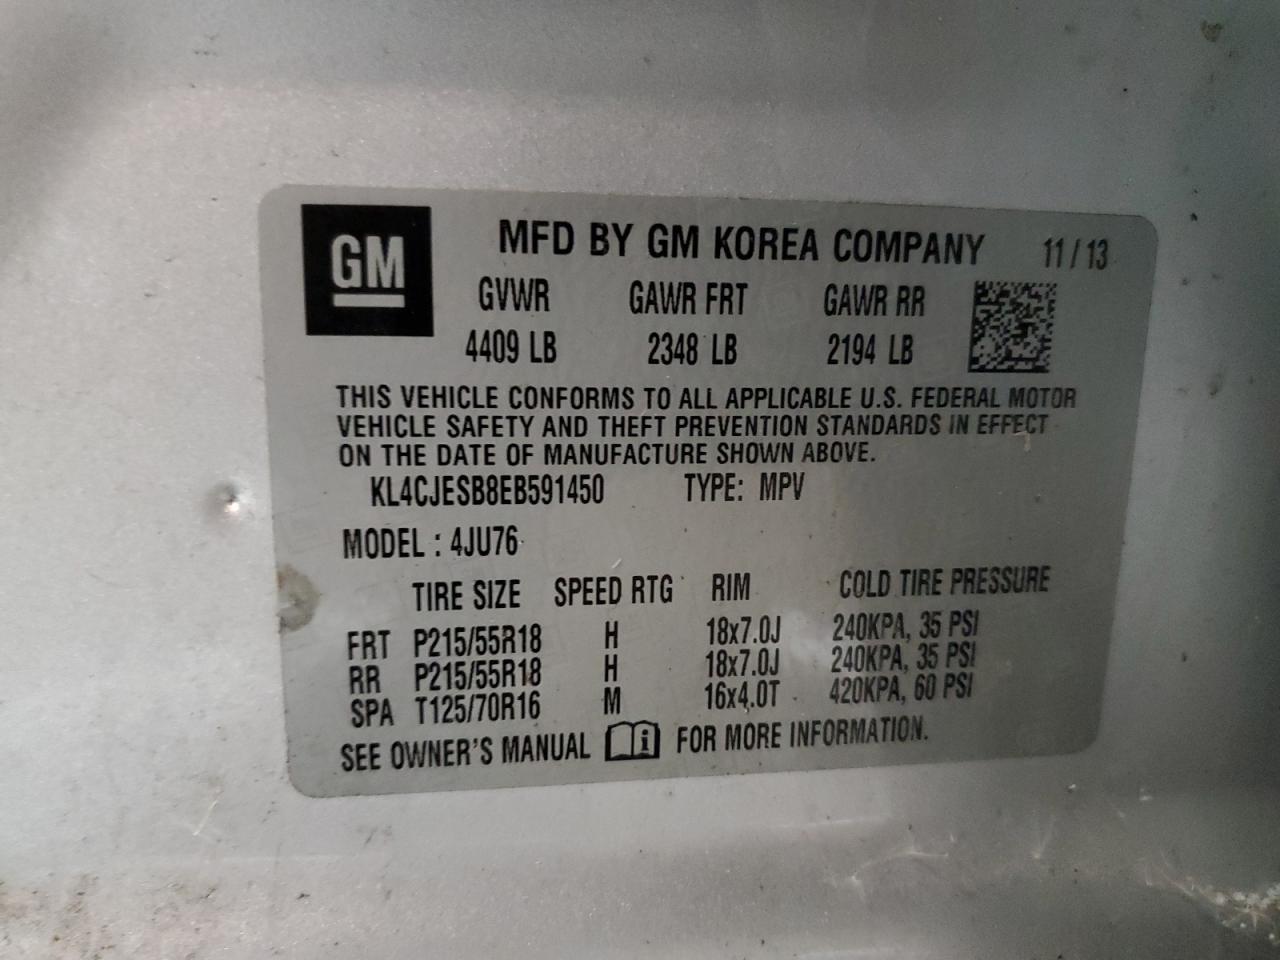 GM
MFD BY GM KOREA COMPANY 11/13
GVWR GAWR FRT GAWR RR
4409 LB 2348 LB 2194 LB
THIS VEHICLE CONFORMS TO ALL APPLICABLE U.S. FEDERAL MOTOR
VEHICLE SAFETY AND THEFT PREVENTION STANDARDS IN EFFECT
ON THE DATE OF MANUFACTURE SHOWN ABOVE.
KL4CJESB8EB591450 TYPE: MPV
MODEL : 4JU76
TIRE SIZE SPEED RTG RIM COLD TIRE PRESSURE
FRT P215/55R18 H 18x7.0J 240KPA, 35 PSI
RR P215/55R18 H 18x7.0J 240KPA, 35 PSI
SPA T125/70R16 M 16x4.0T 420KPA, 60 PSI
SEE OWNER'S MANUAL i FOR MORE INFORMATION.